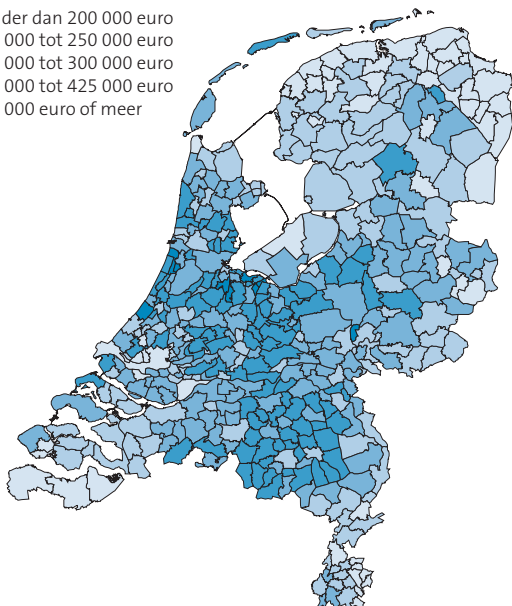 der dan 200 000 euro
000 tot 250 000 euro
000 tot 300 000 euro
000 tot 425 000 euro
000 euro of meer